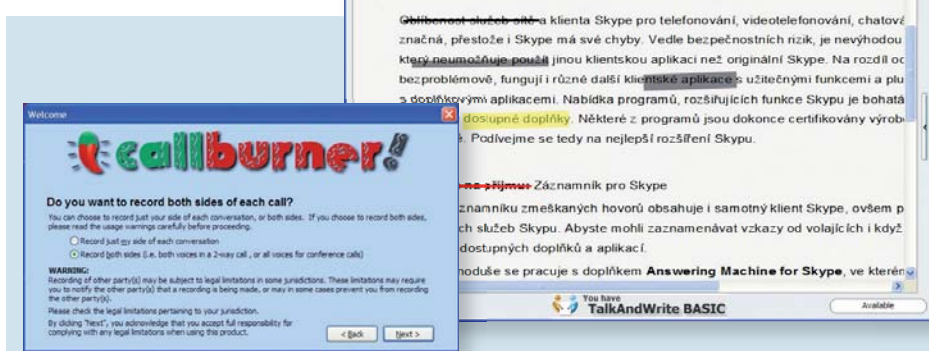 Oblíbenost služeb sítě a klienta Skype pro telefonování, videotelefonování, chatová
značná, přestože i Skype má své chyby. Vedle bezpečnostních rizik, je nevýhodou
který neumožňuje použít jinou klientskou aplikaci než originální Skype. Na rozdíl oc
bezproblémově, fungují i různé další klientské aplikace s užitečnými funkcemi a plu
s doplňkovými aplikacemi. Nabídka programů, rozšiřujících funkce Skypu je bohatá
dostupné doplňky. Některé z programů jsou dokonce certifikovány výrob
Podívejme se tedy na nejlepší rozšíření Skypu.
na příjmu: Záznamník pro Skype
znamníku zmeškaných hovorů obsahuje i samotný klient Skype, ovšem p
ch služeb Skypu. Abyste mohli zaznamenávat vzkazy od volajících i když
dostupných doplňků a aplikací.
noduše se pracuje s doplňkem Answering Machine for Skype, ve kterén
You have
TalkAndWrite BASIC
Available
Welcome
callburner!
Do you want to record both sides of each call?
You can choose to record just your side of each conversation, or both sides. If you choose to record both sides,
please read the usage warnings carefully before proceeding.
Record just my side of each conversation
Record both sides (i.e. both voices in a 2-way call , or all voices for conference calls)
WARNING:
Recording of other party(s) may be subject to legal limitations in some jurisdictions. These limitations may require
you to notify the other party(s) that a recording is being made, or may in some cases prevent you from recording
the other party(s).
Please check the legal limitations pertaining to your jurisdiction.
By clicking "Next", you acknowledge that you accept full responsibility for
complying with any legal limitations when using this product.
< Back
Next >